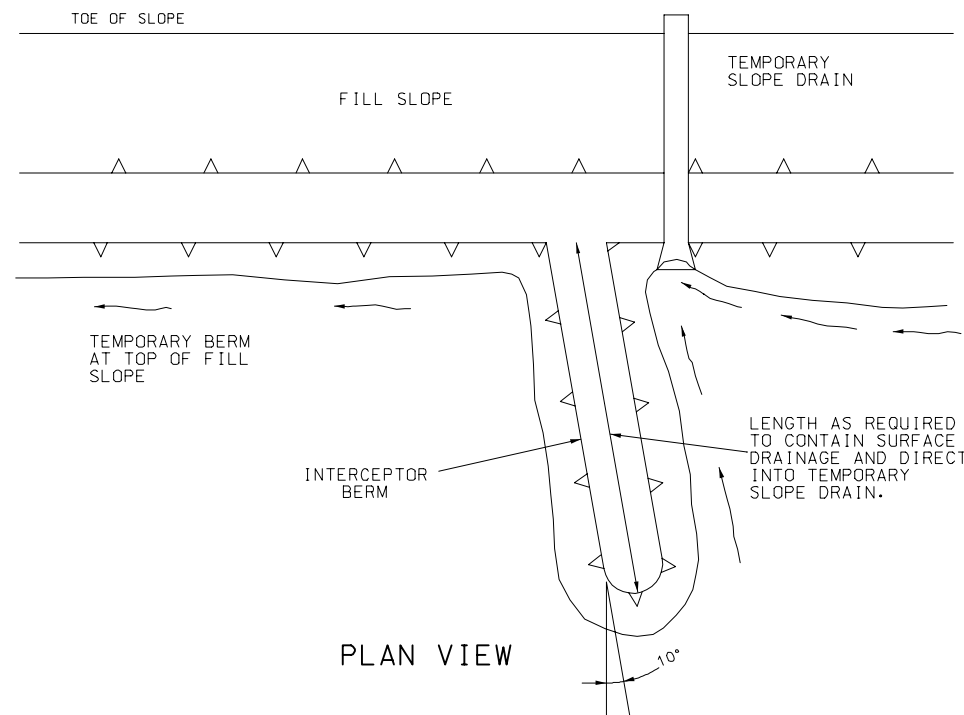 TOE OF SLOPE
TEMPORARY
SLOPE DRAIN
FILL SLOPE
TEMPORARY BERM
AT TOP OF FILL
SLOPE
LENGTH AS REQUIRED
TO CONTAIN SURFACE
DRAINAGE AND DIRECT
INTO TEMPORARY
SLOPE DRAIN.
INTERCEPTOR
BERM
PLAN VIEW
10°